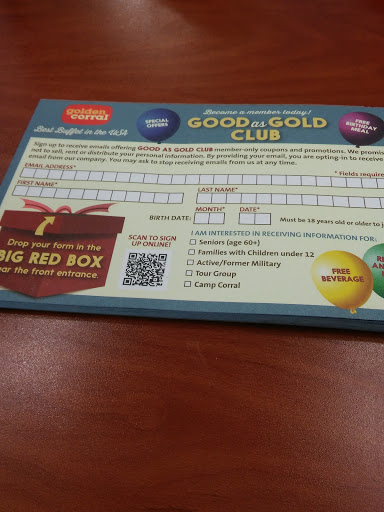 golden corral
Best Buffet in the USA
SPECIAL OFFERS
Become a member today!
GOOD as GOLD CLUB
FREE BIRTHDAY MEAL
Sign up to receive emails offering GOOD AS GOLD CLUB member-only coupons and promotions. We promise
not to sell, rent or distribute your personal information. By providing your email, you are opting-in to receive
email from our company. You may ask to stop receiving emails from us at any time.
EMAIL ADDRESS*
* Fields require
FIRST NAME*
LAST NAME*
BIRTH DATE:
MONTH*
DATE*
Must be 18 years old or older to j
Drop your form in the
BIG RED BOX
ear the front entrance.
SCAN TO SIGN
UP ONLINE!
I AM INTERESTED IN RECEIVING INFORMATION FOR:
Seniors (age 60+)
Families with Children under 12
Active/Former Military
Tour Group
Camp Corral
FREE BEVERAGE